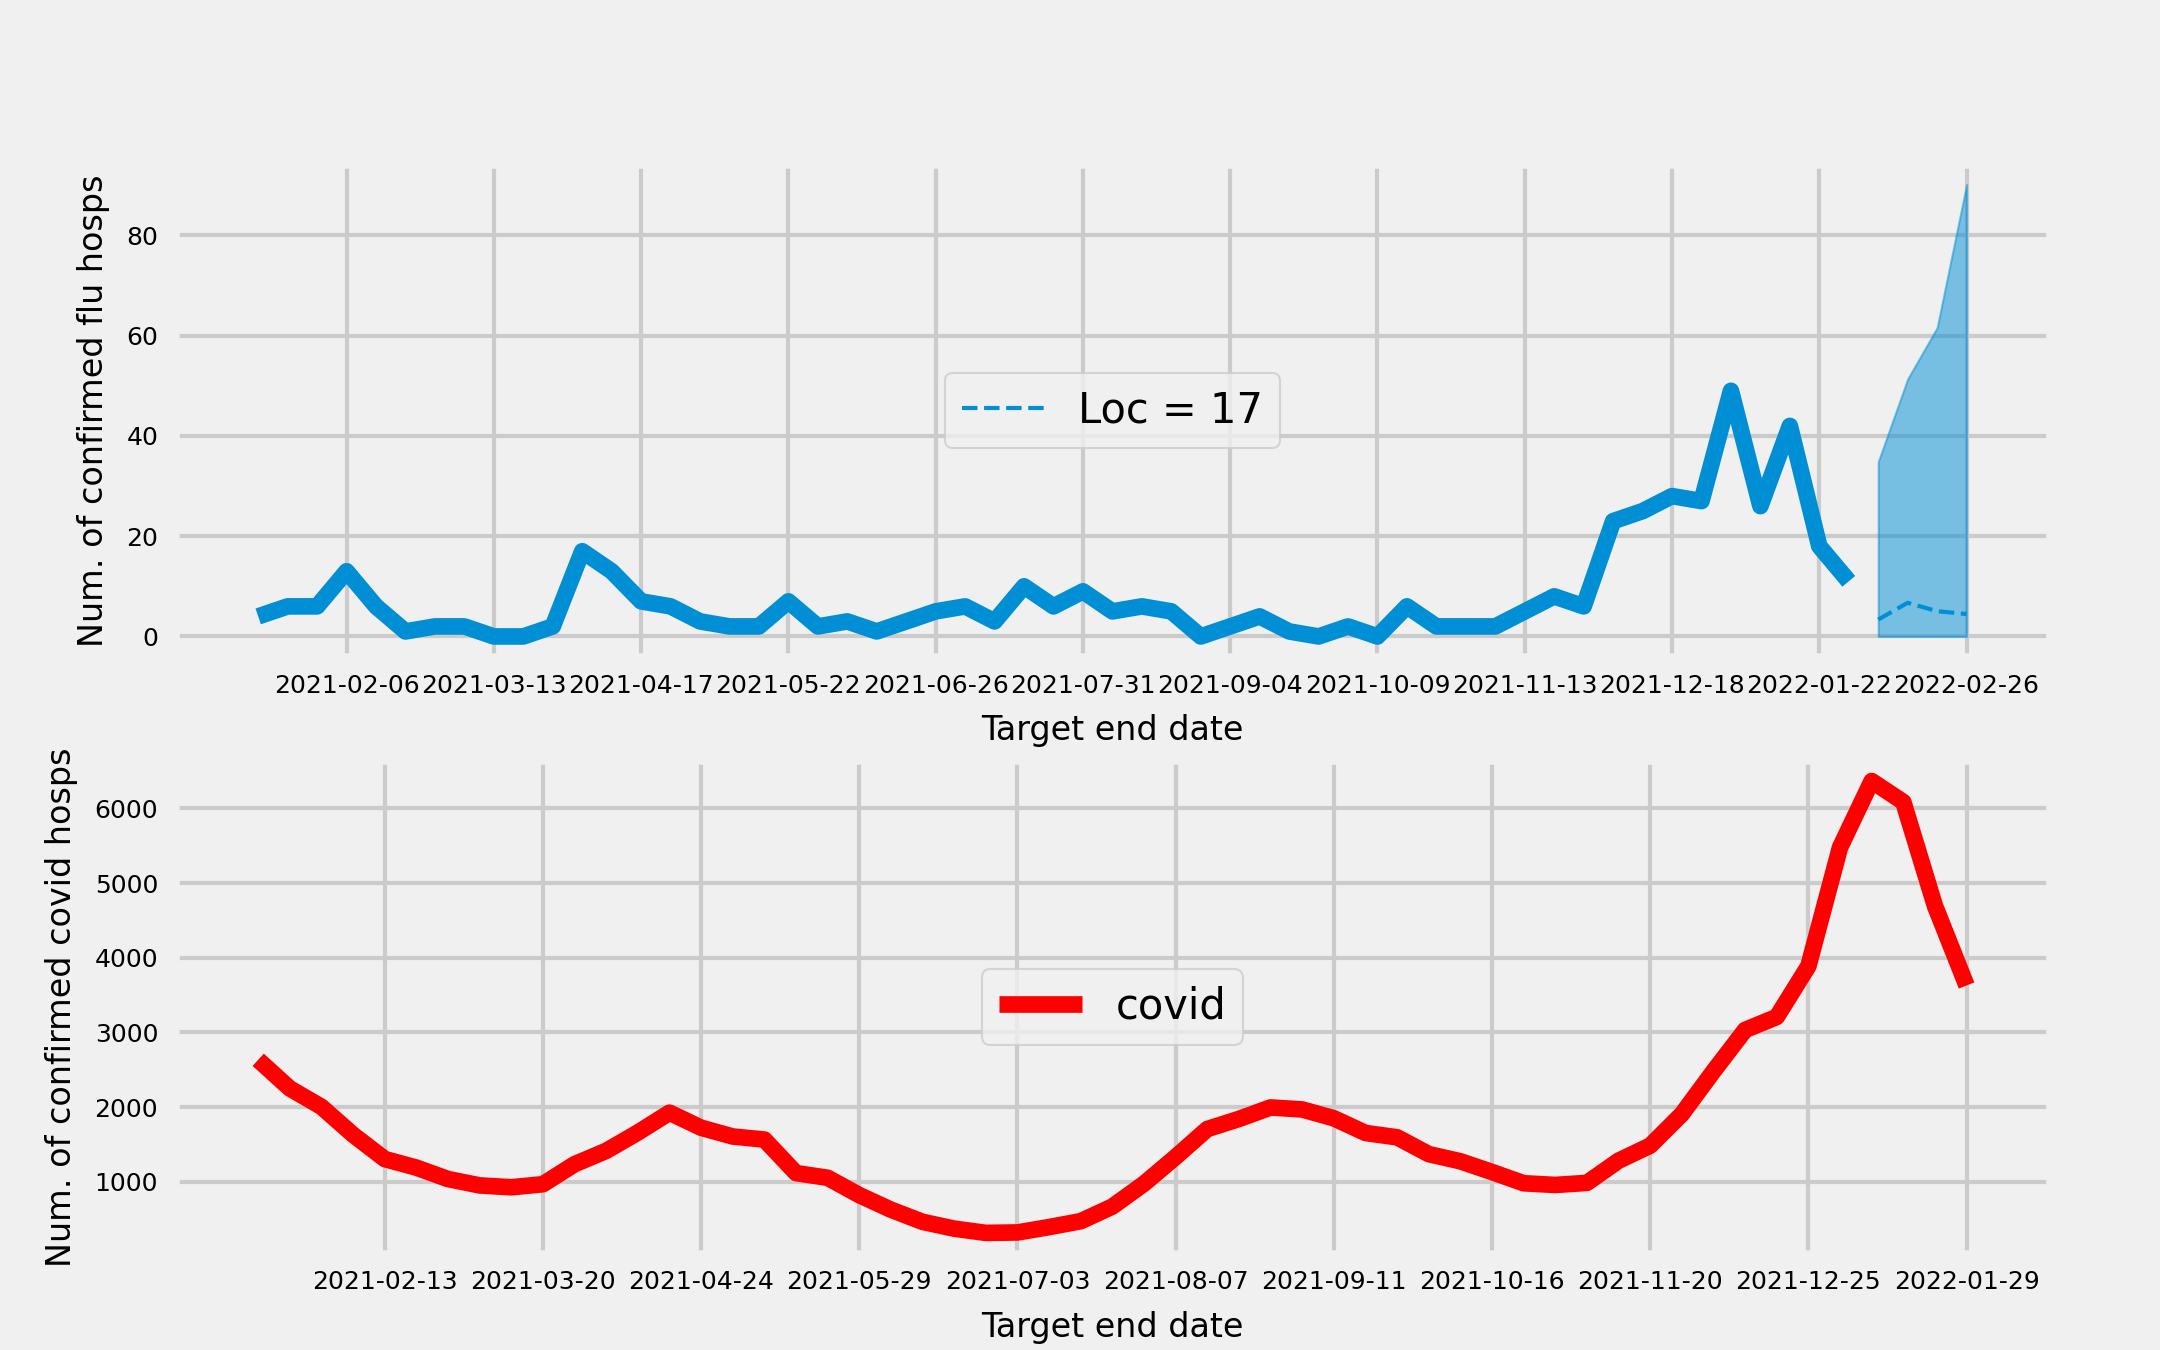 Num. of confirmed flu hosps
80
60
40
20
0
Loc = 17
2021-02-06 2021-03-13 2021-04-17 2021-05-22 2021-06-26 2021-07-31 2021-09-04 2021-10-09 2021-11-13 2021-12-18 2022-01-22 2022-02-26
Target end date
Num. of confirmed covid hosps
6000
5000
4000
3000
2000
1000
covid
2021-02-13 2021-03-20 2021-04-24 2021-05-29 2021-07-03 2021-08-07 2021-09-11 2021-10-16 2021-11-20 2021-12-25 2022-01-29
Target end date